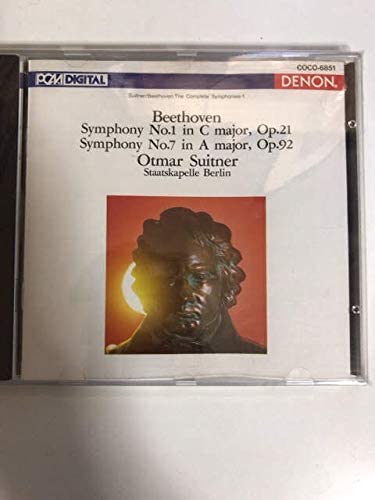 COCO-6851
PCM DIGITAL
DENON
Suitner/Beethoven The Complete Symphonies-1
Beethoven
Symphony No.1 in C major, Op.21
Symphony No.7 in A major, Op.92
Otmar Suitner
Staatskapelle Berlin